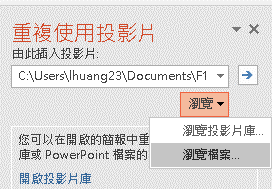 重複使用投影片
由此插入投影片:
C:\Users\lhuang23\Documents\F1
瀏覽
瀏覽投影片庫...
瀏覽檔案...
您可以在開啟的簡報中重
庫或 PowerPoint 檔案的
開啟投影片庫